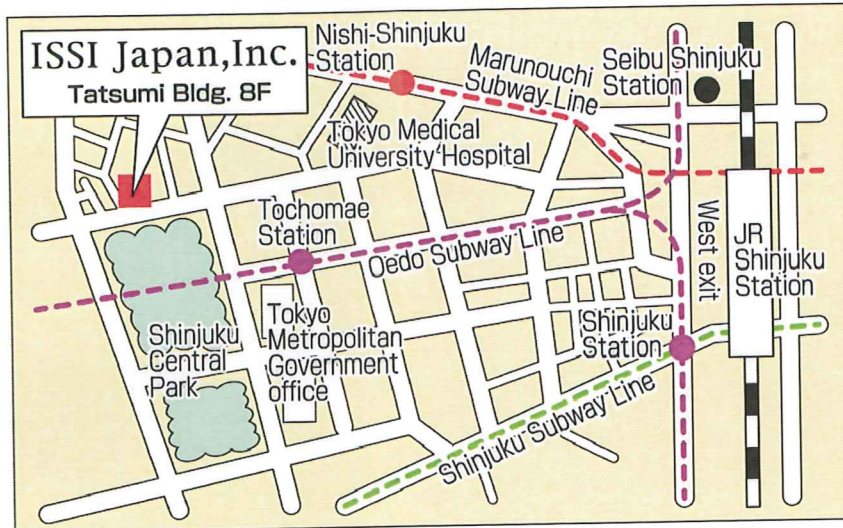 ISSI Japan,Inc.
Tatsumi Bldg. 8F
Nishi-Shinjuku
Station
Marunouchi
Subway Line
Seibu Shinjuku
Station
Tokyo Medical
University Hospital
Tochomae
Station
Oedo Subway Line
West exit
JR
Shinjuku
Station
Shinjuku
Central
Park
Tokyo
Metropolitan
Government
office
Shinjuku
Station
Shinjuku Subway Line